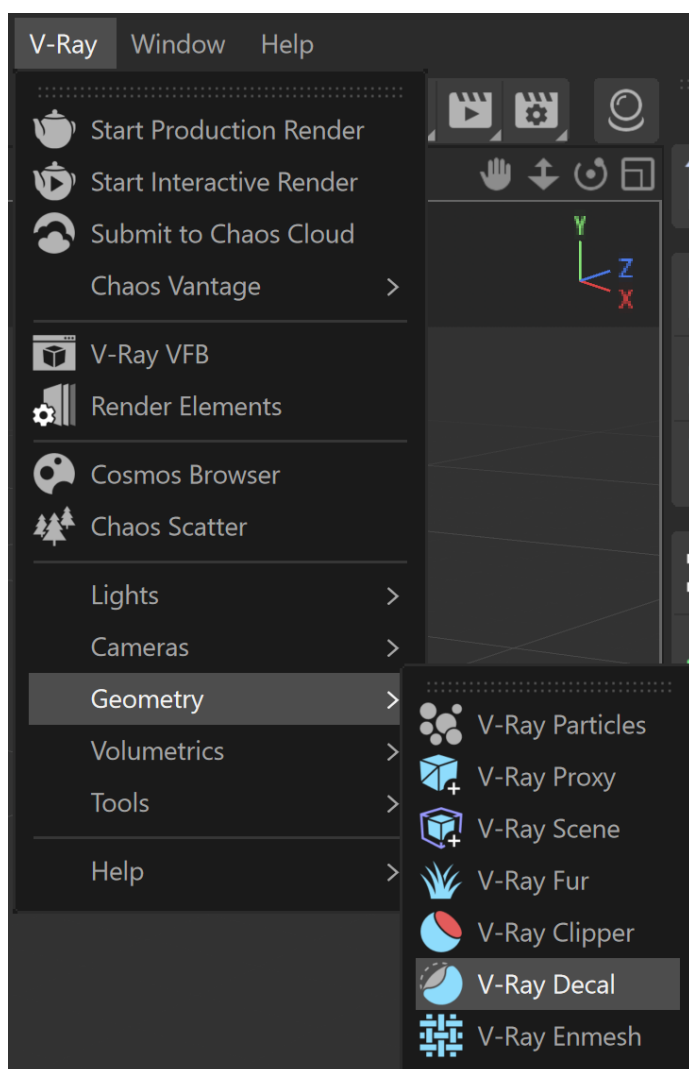 V-Ray Window Help
Start Production Render
Start Interactive Render
Submit to Chaos Cloud
Chaos Vantage
Y
Z
X
V-Ray VFB
Render Elements
Cosmos Browser
Chaos Scatter
Lights
Cameras
Geometry
Volumetrics
Tools
Help
V-Ray Particles
V-Ray Proxy
V-Ray Scene
V-Ray Fur
V-Ray Clipper
V-Ray Decal
V-Ray Enmesh